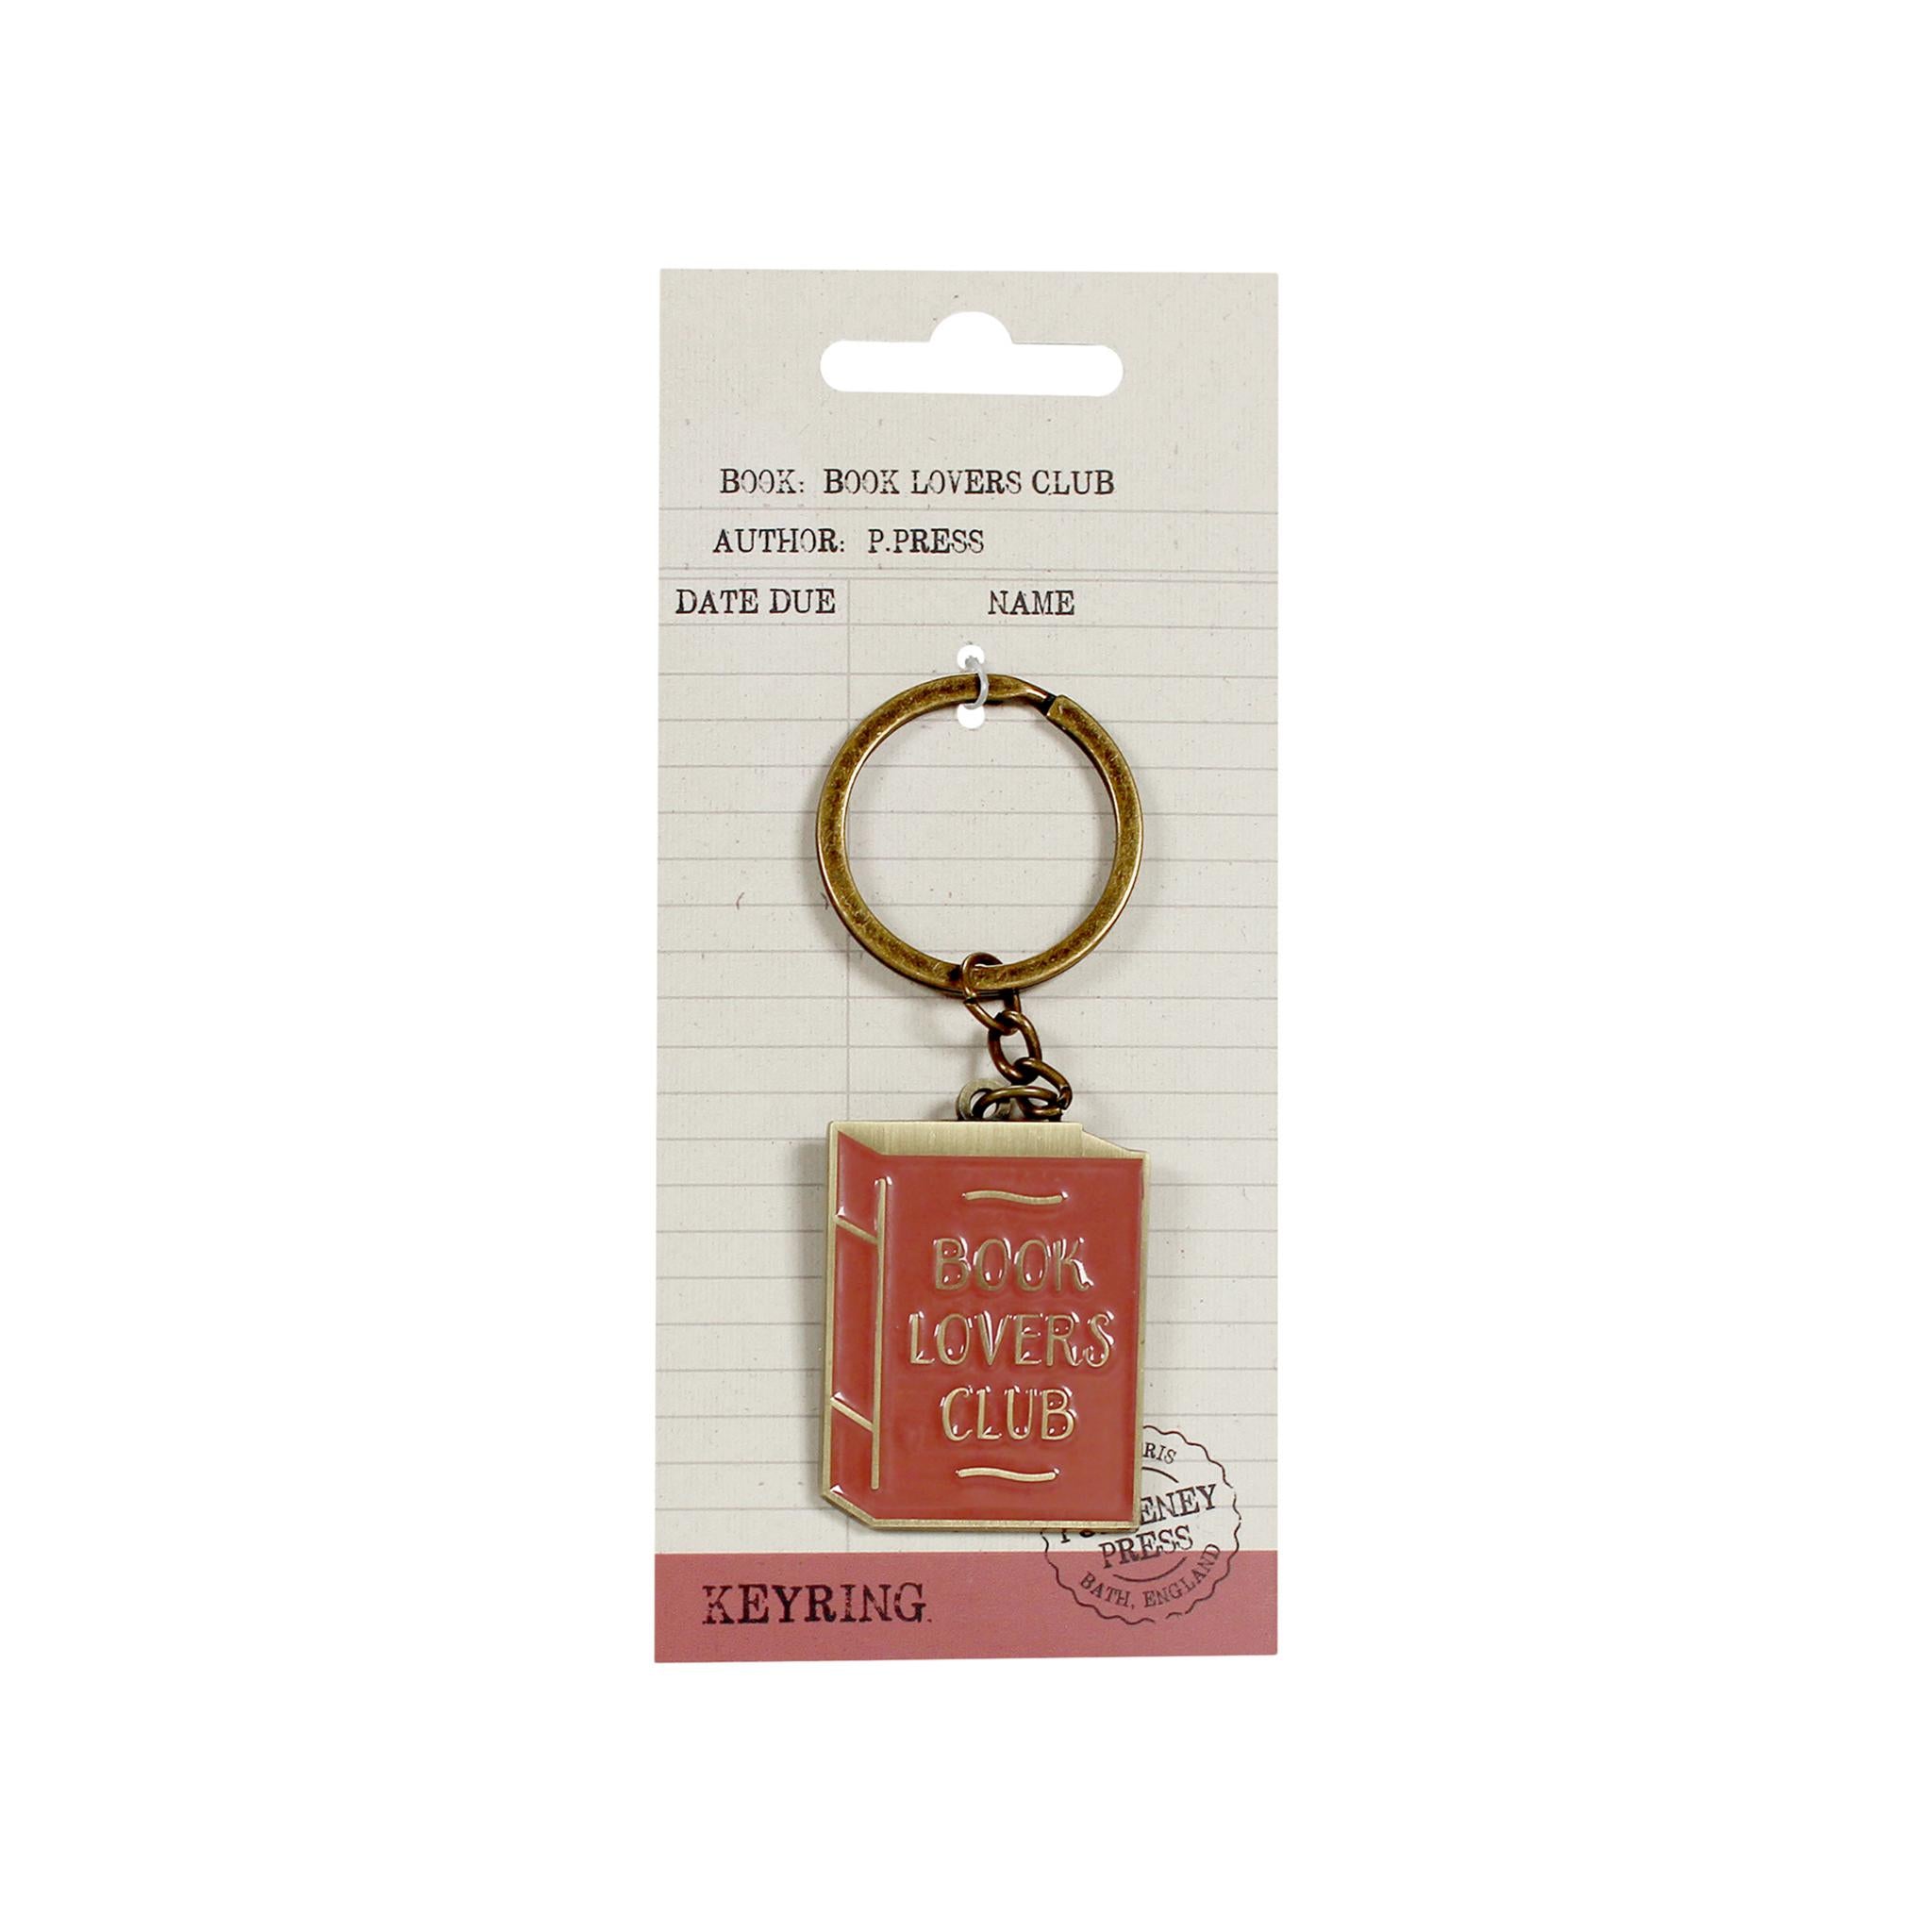 BOOK: BOOK LOVERS CLUB
AUTHOR: P.PRESS
DATE DUE NAME
BOOK
LOVERS
CLUB
PRESS
BATH, ENGLAND
KEYRING